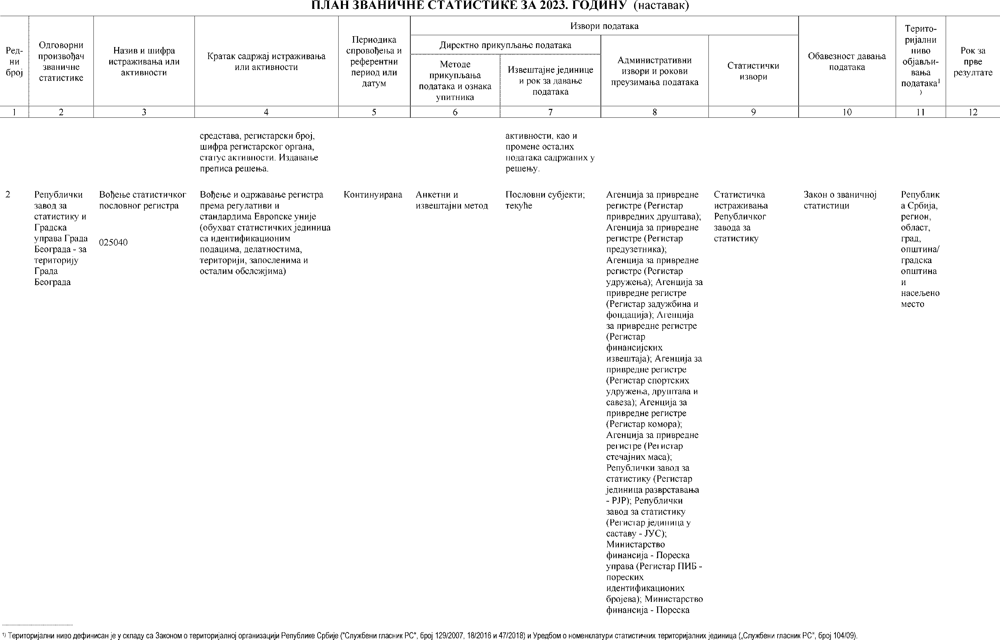 ПЛАН ЗВАНИЧНЕ СТАТИСТИКЕ ЗА 2023. ГОДИНУ (наставак)
Ред-
ни
број
Одговорни
произвођач
званичне
статистике
Назив и шифра
истраживања или
активности
Кратак садржај истраживања
или активности
Периодика
спровођења и
референтни
период или
датум
Извори података
Директно прикупљање података
Методе
прикупљања
података и ознака
упитника
Извештајне јединице
и рок за давање
података
Административни
извори и рокови
преузимања података
Статистички
извори
Обавезност давања
података
Терито-
ријални
ниво
објављи-
вања
података¹
)
Рок за
прве
резултате
1 2 3 4 5 6 7 8 9 10 11 12
средстава, регистарски број,
шифра регистарског органа,
статус активности. Издавање
преписа решења.
активности, као и
промене осталих
података садржаних у
решењу.
2
Републички
завод за
статистику и
Градска
управа Града
Београда - за
територију
Града
Београда
Вођење статистичког
пословног регистра
025040
Вођење и одржавање регистра
према регулативи и
стандардима Европске уније
(обухват статистичких јединица
са идентификационим
подацима, делатностима,
територији, запосленима и
осталим обележјима)
Континуирана
Анкетни и
извештајни метод
Пословни субјекти;
текуће
Агенција за привредне
регистре (Регистар
привредних друштава);
Агенција за привредне
регистре (Регистар
предузетника);
Агенција за привредне
регистре (Регистар
удружења); Агенција за
привредне регистре
(Регистар задужбина и
фондација); Агенција
за привредне регистре
(Регистар
финансијских
извештаја); Агенција за
привредне регистре
(Регистар спортских
удружења, друштава и
савеза); Агенција за
привредне регистре
(Регистар комора);
Агенција за привредне
регистре (Регистар
стечајних маса);
Републички завод за
статистику (Регистар
јединица разврставања
- РЈР); Републички
завод за статистику
(Регистар јединица у
саставу - ЈУС);
Министарство
финансија - Пореска
управа (Регистар ПИБ -
пореских
идентификационих
бројева); Министарство
финансија - Пореска
Статистичка
истраживања
Републичког
завода за
статистику
Закон о званичној
статистици
Републик
а Србија,
регион,
област,
град,
општина/
градска
општина
и
насељено
место
¹⁾ Територијални ниво дефинисан је у складу са Законом о територијалној организацији Републике Србије ("Службени гласник РС", број 129/2007, 18/2016 и 47/2018) и Уредбом о номенклатури статистичких територијалних јединица („Службени гласник РС", број 104/09).